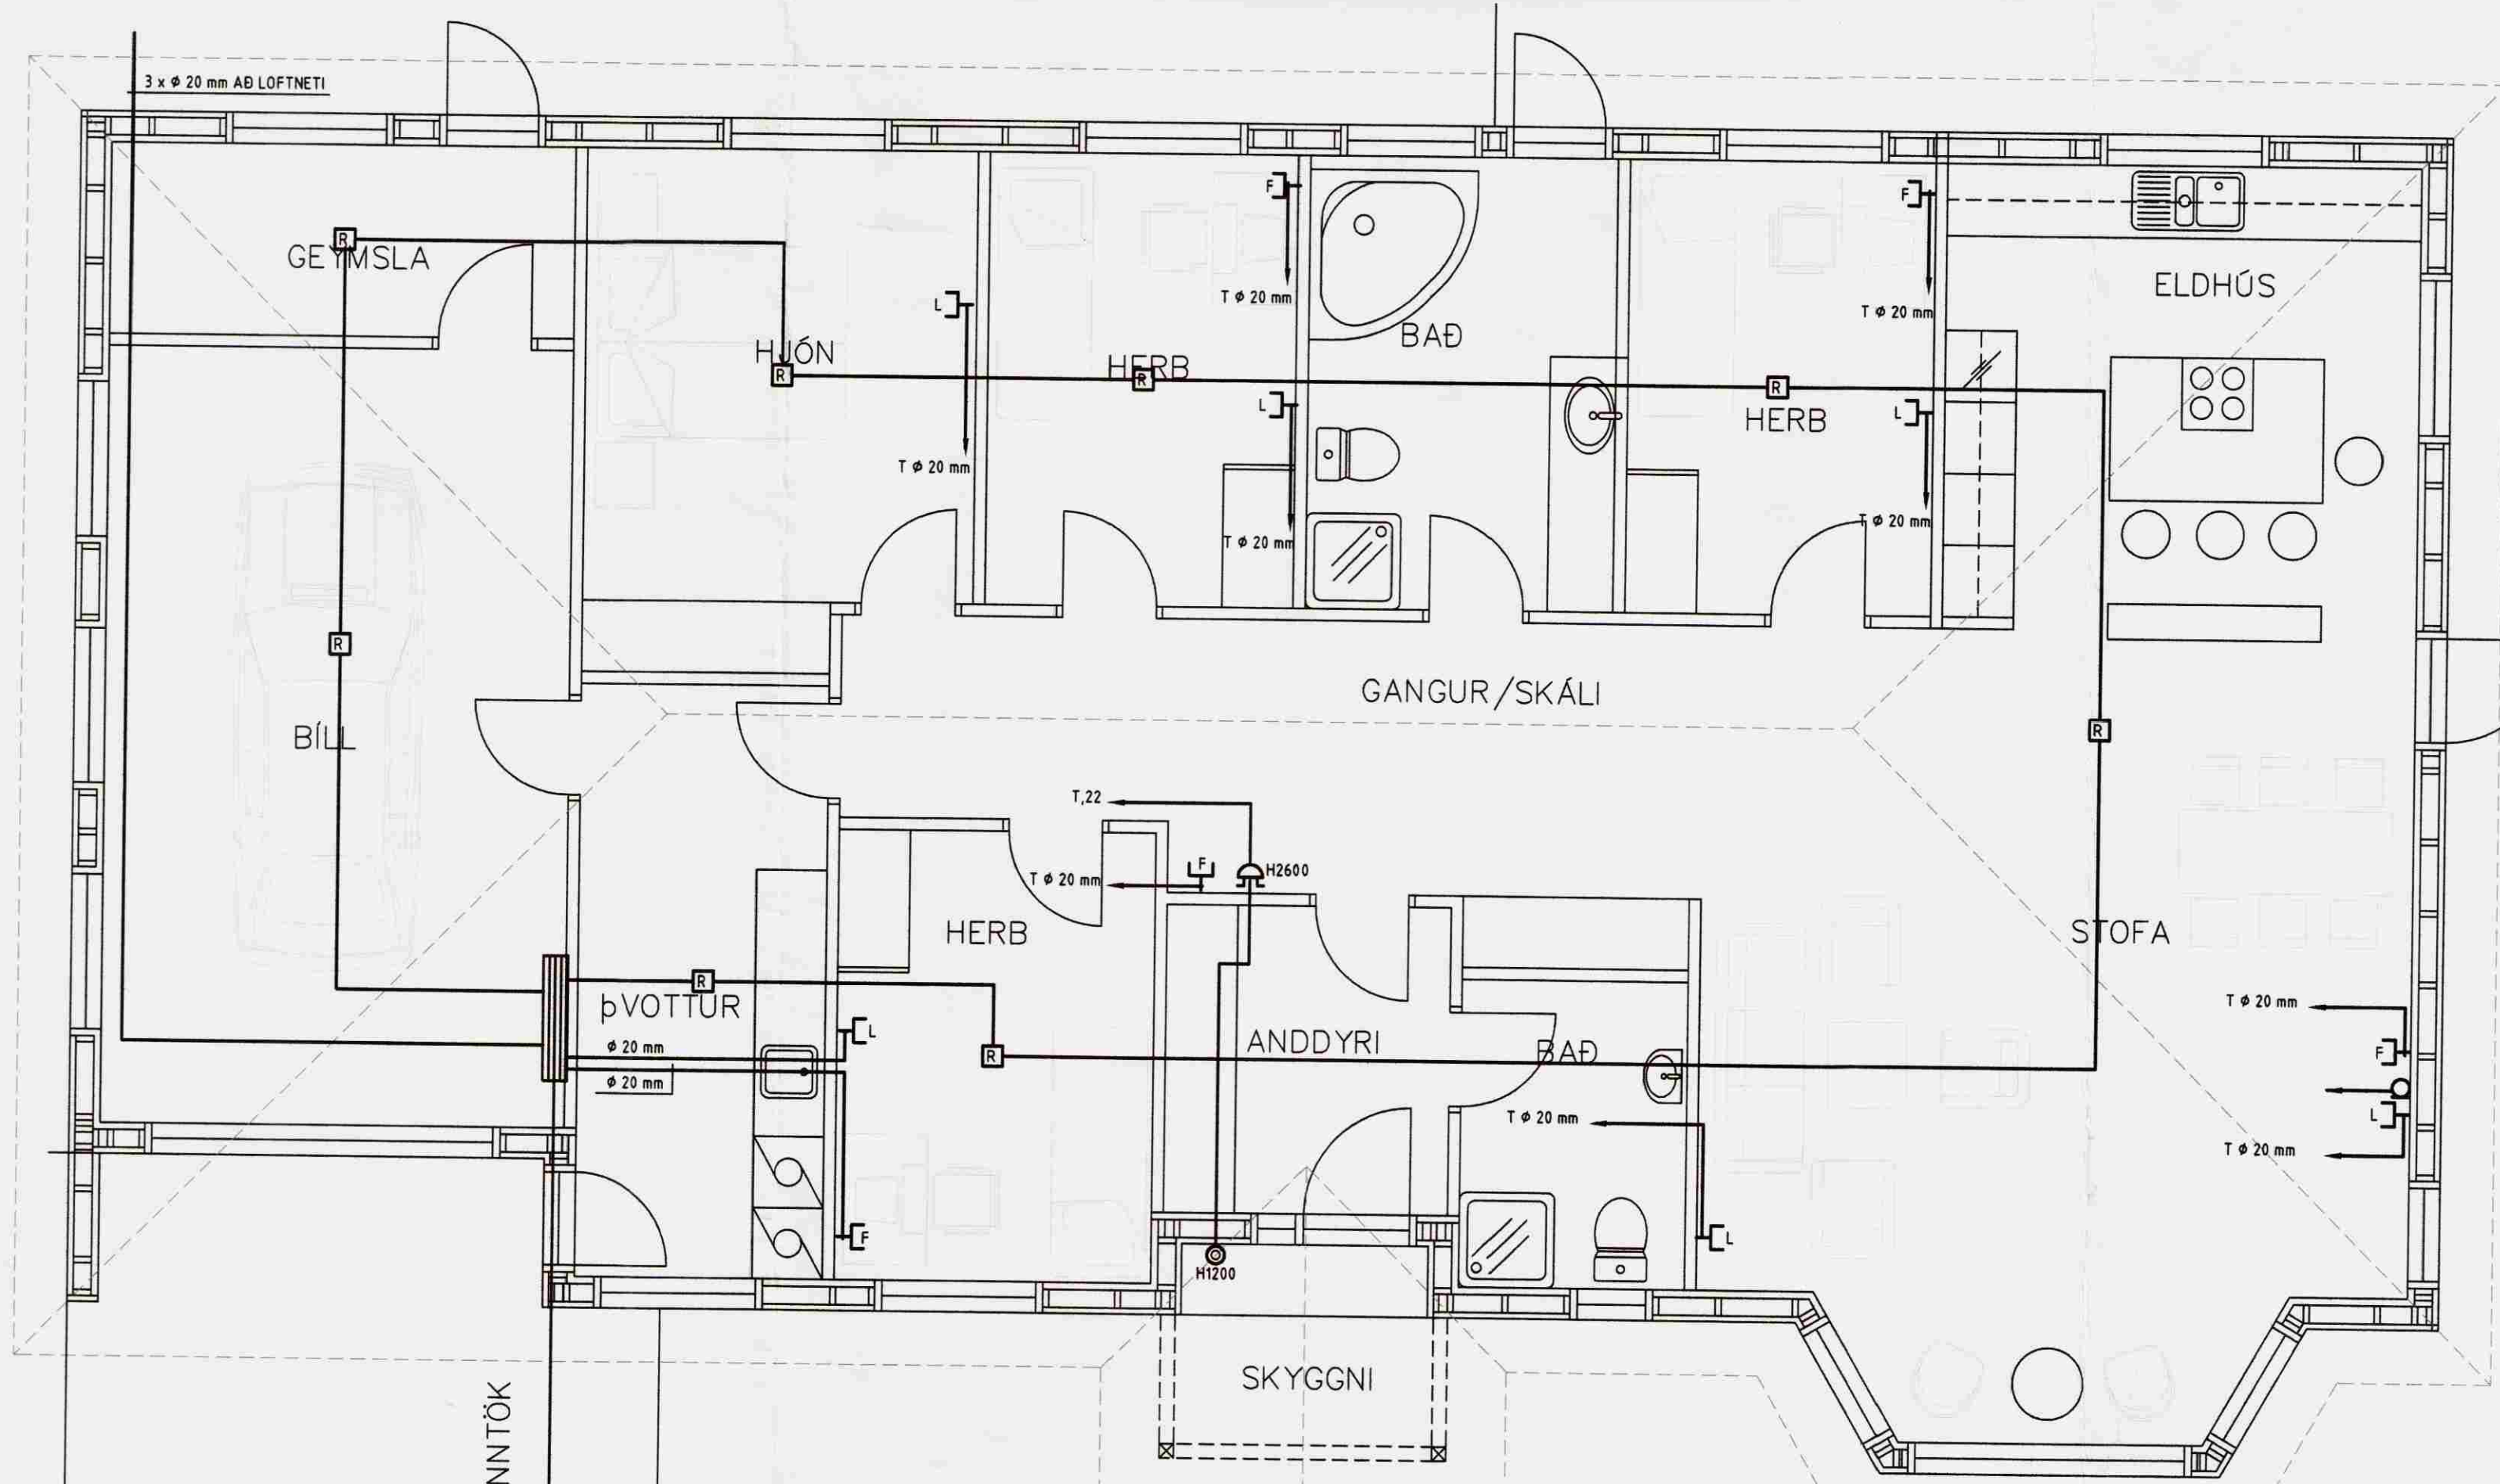 3 x ⌀ 20 mm AÐ LOFTNETI
F
F
R
GEYMSLA
ELDHÚS
L
T ⌀ 20 mm
T ⌀ 20 mm
BAÐ
HJÓN
R
HERB
R
R
L
L
HERB
T ⌀ 20 mm
T ⌀ 20 mm
T ⌀ 20 mm
R
GANGUR/SKÁLI
BÍLL
R
T,22
F
H2600
T ⌀ 20 mm
HERB
STOFA
R
ÞVOTTUR
T ⌀ 20 mm
L
⌀ 20 mm
R
ANDDYRI
BAÐ
F
⌀ 20 mm
T ⌀ 20 mm
L
T ⌀ 20 mm
F
L
H1200
SKYGGNI
NNTÖK